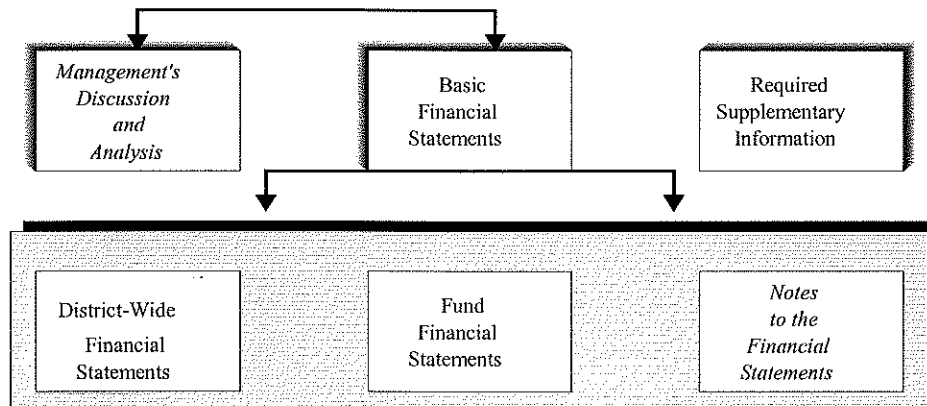 Management's
Discussion
and
Analysis
Basic
Financial
Statements
Required
Supplementary
Information
District-Wide
Financial
Statements
Fund
Financial
Statements
Notes
to the
Financial
Statements